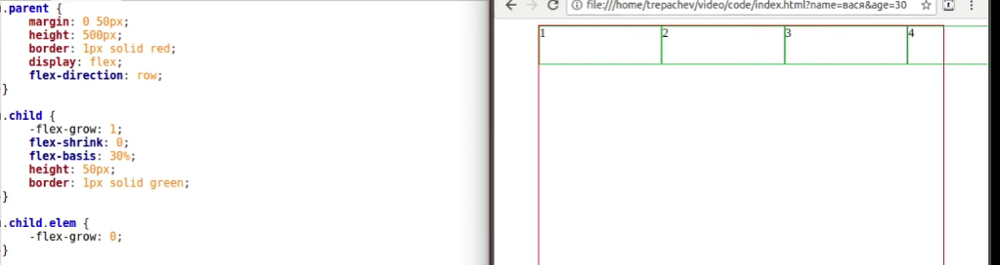 .parent {
margin: 0 50px;
height: 500px;
border: 1px solid red;
display: flex;
flex-direction: row;
}
.child {
-flex-grow: 1;
flex-shrink: 0;
flex-basis: 30%;
height: 50px;
border: 1px solid green;
}
.child.elem {
-flex-grow: 0;
}
file:///home/trepachev/video/code/index.html?name=вася&age=30
1 2 3 4